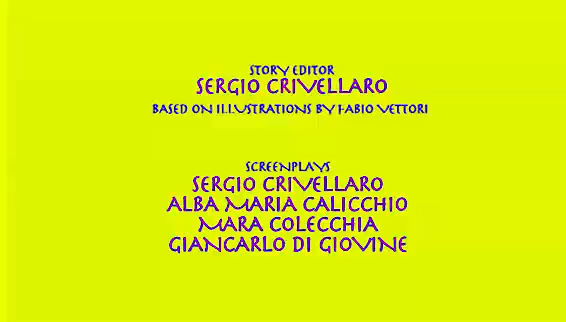 STORY EDITOR
SERGIO CRIVELLARO
BASED ON ILLUSTRATIONS BY FABIO VETTORI
SCREENPLAYS
SERGIO CRIVELLARO
ALBA MARIA CALICCHIO
MARA COLECCHIA
GIANCARLO DI GIOVINE